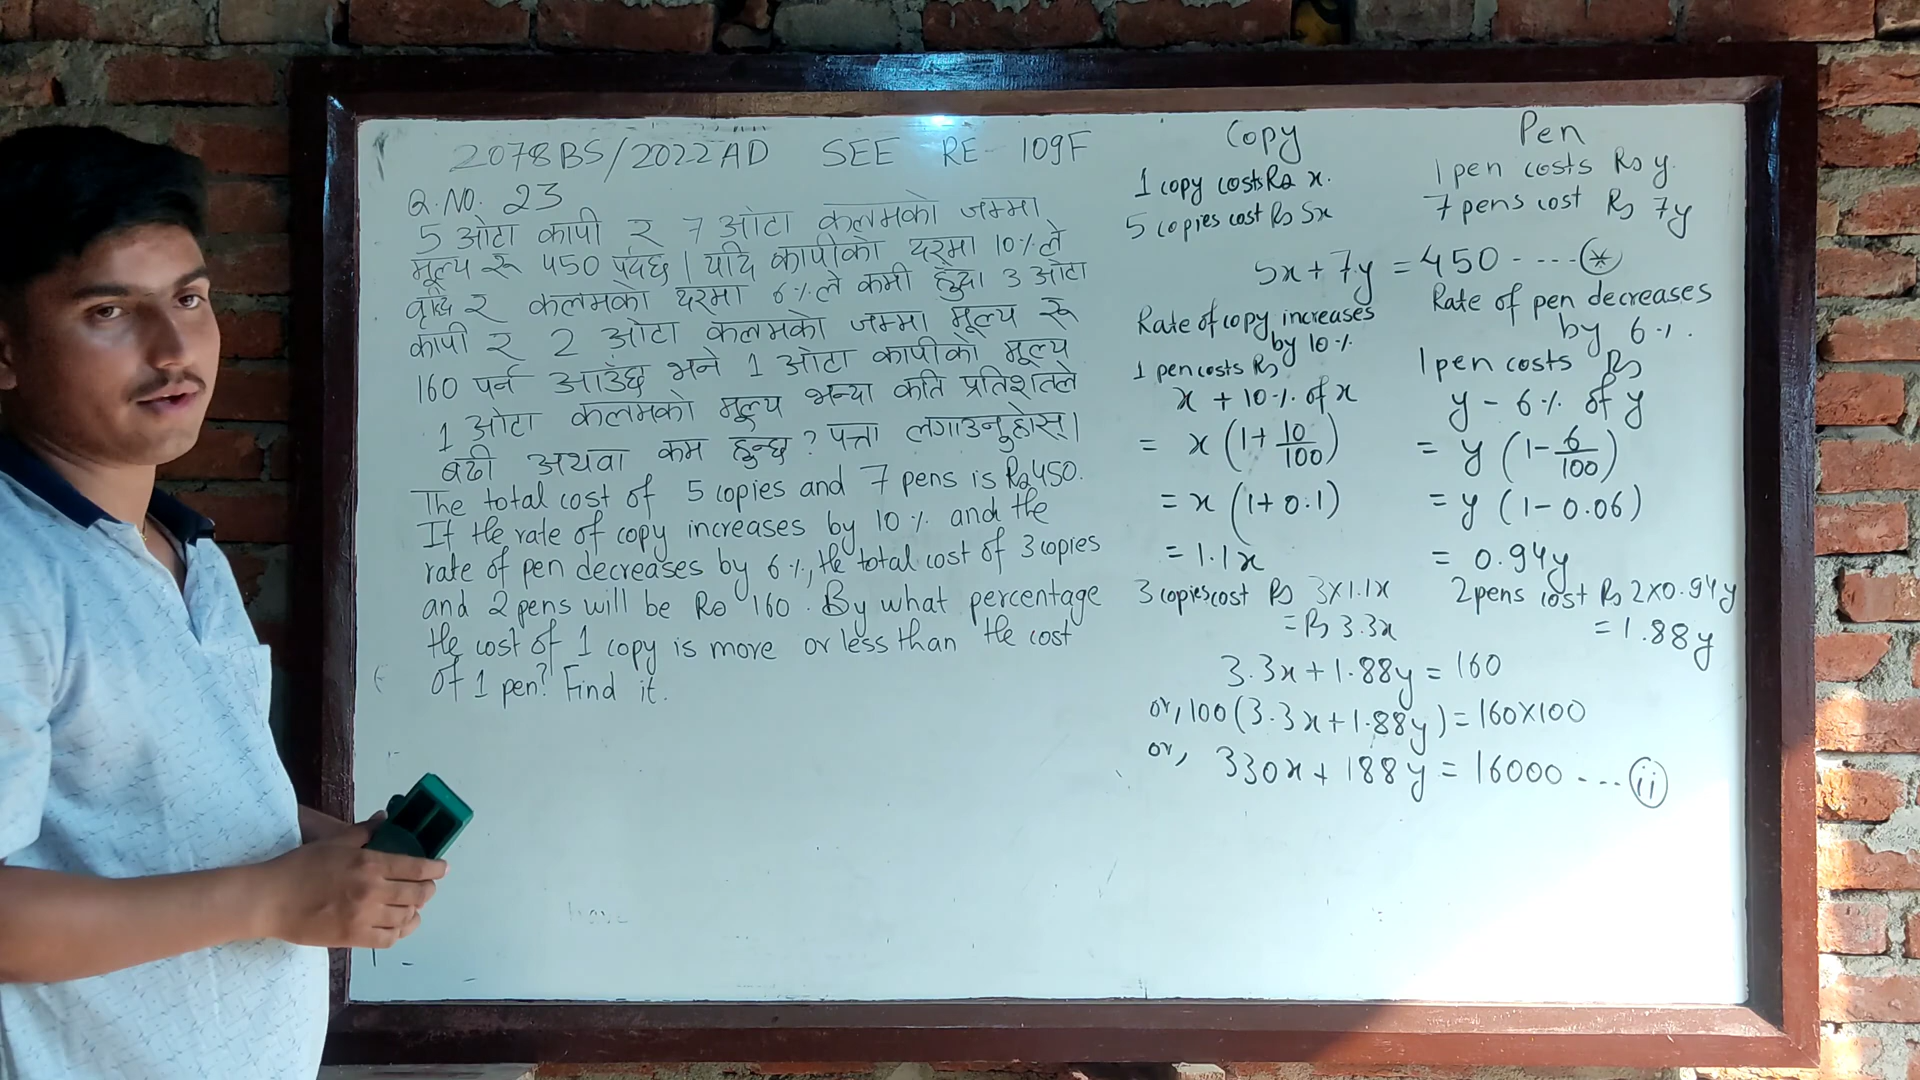 2078BS/2022AD SEE RE-109F
Q.NO. 23
5 ओटा कापी र 7 ओटा कलमको जम्मा
मूल्य रू 450 पर्दछ । यदि कापीको दरमा 10% ले
वृद्धि र कलमको दरमा 6% ले कमी हुँदा 3 ओटा
कापी र 2 ओटा कलमको जम्मा मूल्य रू
160 पर्न आउँछ भने 1 ओटा कापीको मूल्य
1 ओटा कलमको मूल्य भन्दा कति प्रतिशतले
बढी अथवा कम हुन्छ ? पत्ता लगाउनुहोस् ।
The total cost of 5 copies and 7 pens is Rs 450.
If the rate of copy increases by 10% and the
rate of pen decreases by 6%, the total cost of 3 copies
and 2 pens will be Rs 160. By what percentage
the cost of 1 copy is more or less than the cost
of 1 pen? Find it.
Copy
1 copy costs Rs x.
5 copies cost Rs 5x
Pen
1 pen costs Rs y.
7 pens cost Rs 7y
5x + 7y = 450 ----- *
Rate of copy increases
by 10%
1 pen costs Rs
x + 10% of x
= x (1 + 10/100)
= x (1 + 0.1)
= 1.1x
3 copies cost Rs 3×1.1x
= Rs 3.3x
Rate of pen decreases
by 6%.
1 pen costs Rs
y - 6% of y
= y (1 - 6/100)
= y (1 - 0.06)
= 0.94y
2 pens cost Rs 2×0.94y
= 1.88y
3.3x + 1.88y = 160
or, 100 (3.3x + 1.88y) = 160×100
or, 330x + 188y = 16000 --- ii